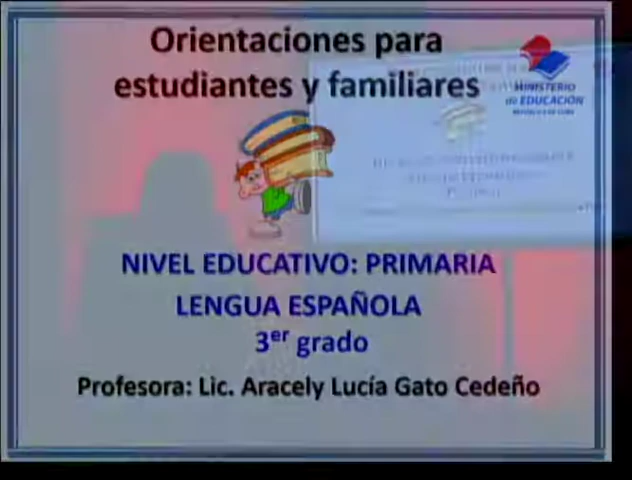 Orientaciones para
estudiantes y familiares
MINISTERIO
de EDUCACIÓN
NIVEL EDUCATIVO: PRIMARIA
LENGUA ESPAÑOLA
3er grado
Profesora: Lic. Aracely Lucía Gato Cedeño